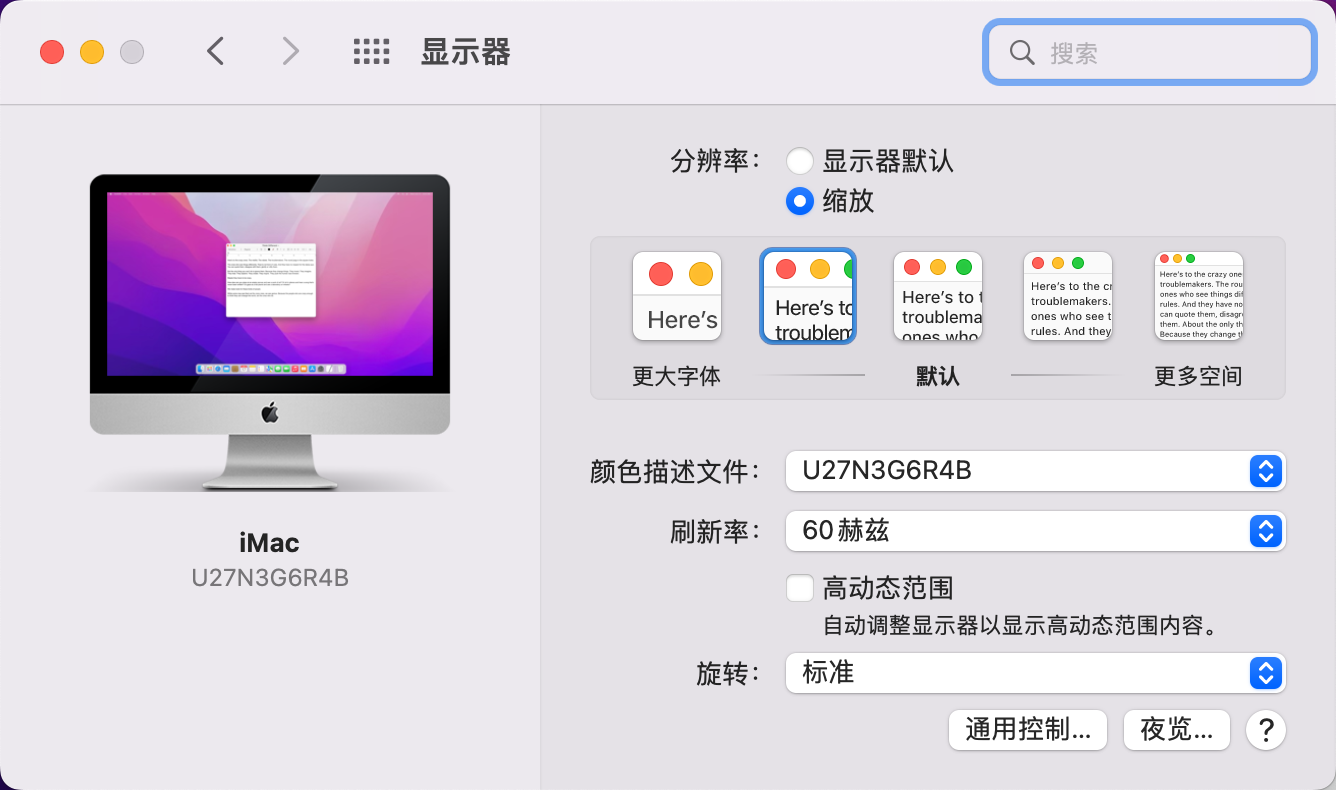 显示器
搜索
iMac
U27N3G6R4B
分辨率：
显示器默认
缩放
Here's
Here's to
troublem
Here's to t
troublema
ones who
Here's to the cr
troublemakers.
ones who see t
rules. And they
Here's to the crazy one
troublemakers. The rou
ones who see things dif
rules. And they have no
can quote them, disagr
them. About the only th
Because they change th
更大字体
默认
更多空间
颜色描述文件：
U27N3G6R4B
刷新率：
60赫兹
高动态范围
自动调整显示器以显示高动态范围内容。
旋转：
标准
通用控制...
夜览...
?